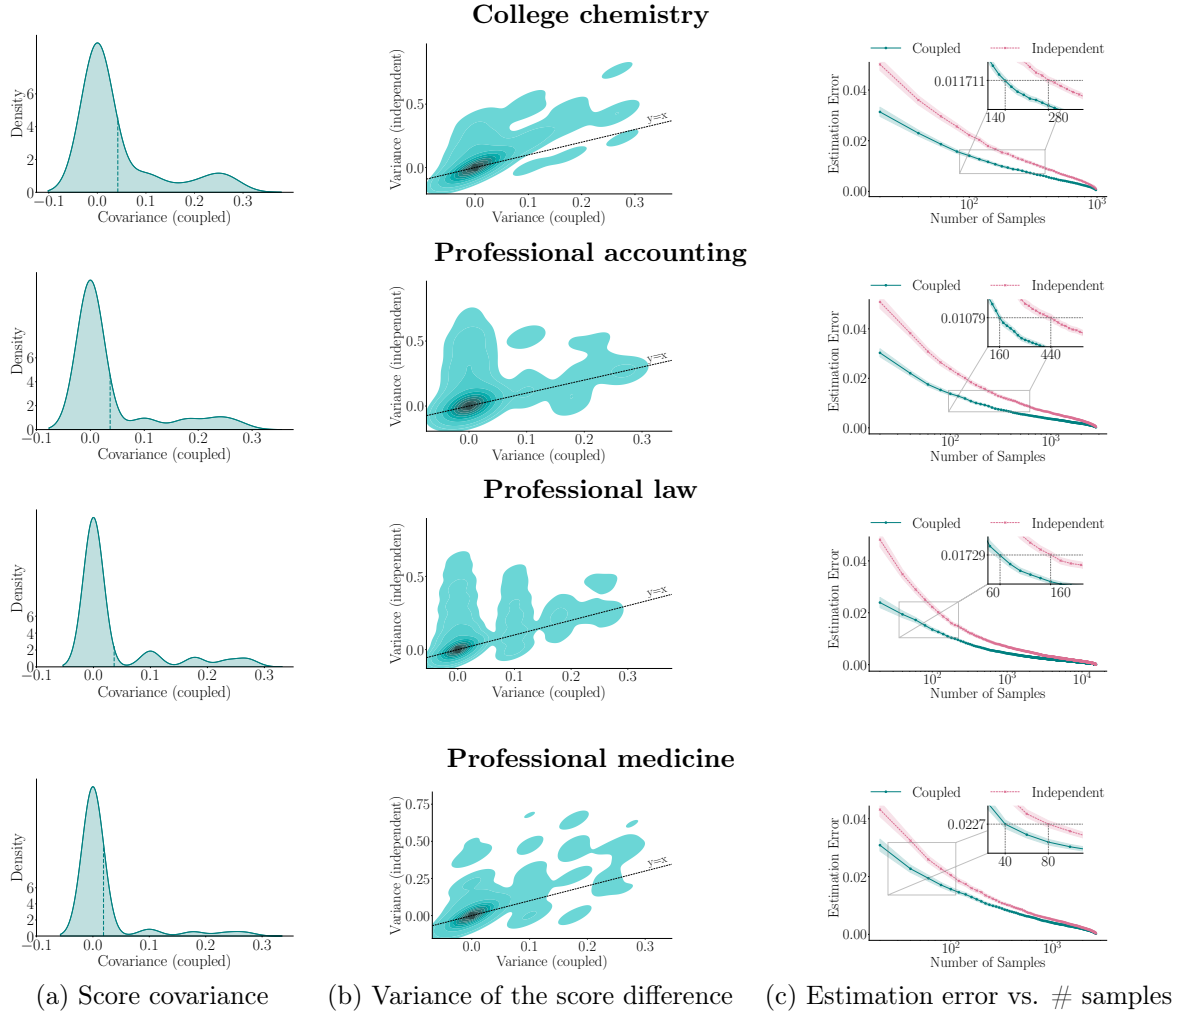 College chemistry
Density
6
4
2
0
−0.1 0.0 0.1 0.2 0.3
Covariance (coupled)
Variance (independent)
0.5
0.0
y=x
0.0 0.1 0.2 0.3
Variance (coupled)
Coupled Independent
Estimation Error
0.04
0.02
0.00
0.011711
140 280
10² 10³
Number of Samples
Professional accounting
Density
6
4
2
0
−0.1 0.0 0.1 0.2 0.3
Covariance (coupled)
Variance (independent)
0.5
0.0
y=x
0.0 0.1 0.2 0.3
Variance (coupled)
Coupled Independent
Estimation Error
0.04
0.02
0.00
0.01079
160 440
10² 10³
Number of Samples
Professional law
Density
6
4
2
0
−0.1 0.0 0.1 0.2 0.3
Covariance (coupled)
Variance (independent)
0.5
0.0
y=x
0.0 0.1 0.2 0.3
Variance (coupled)
Coupled Independent
Estimation Error
0.04
0.02
0.00
0.01729
60 160
10² 10³ 10⁴
Number of Samples
Professional medicine
Density
6
4
2
0
−0.1 0.0 0.1 0.2 0.3
Covariance (coupled)
Variance (independent)
0.75
0.50
0.25
0.00
y=x
0.0 0.1 0.2 0.3
Variance (coupled)
Coupled Independent
Estimation Error
0.04
0.02
0.00
0.0227
40 80
10² 10³
Number of Samples
(a) Score covariance
(b) Variance of the score difference
(c) Estimation error vs. # samples